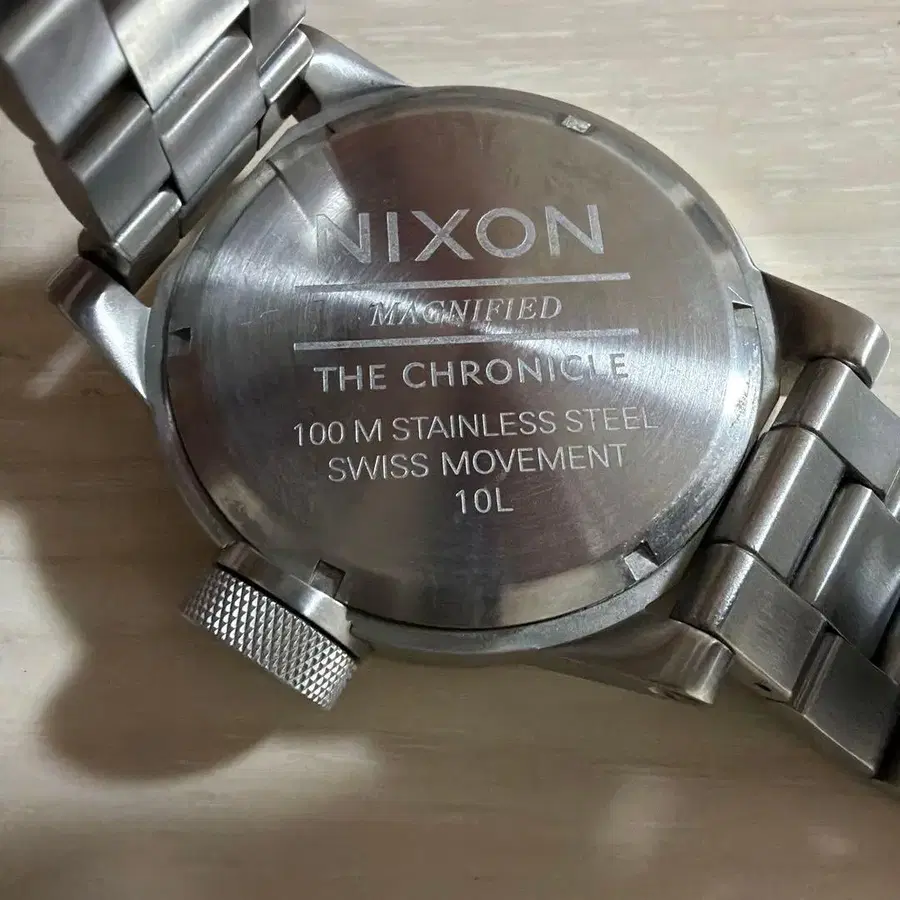 NIXON
MAGNIFIED
THE CHRONICLE
100 M STAINLESS STEEL
SWISS MOVEMENT
10L